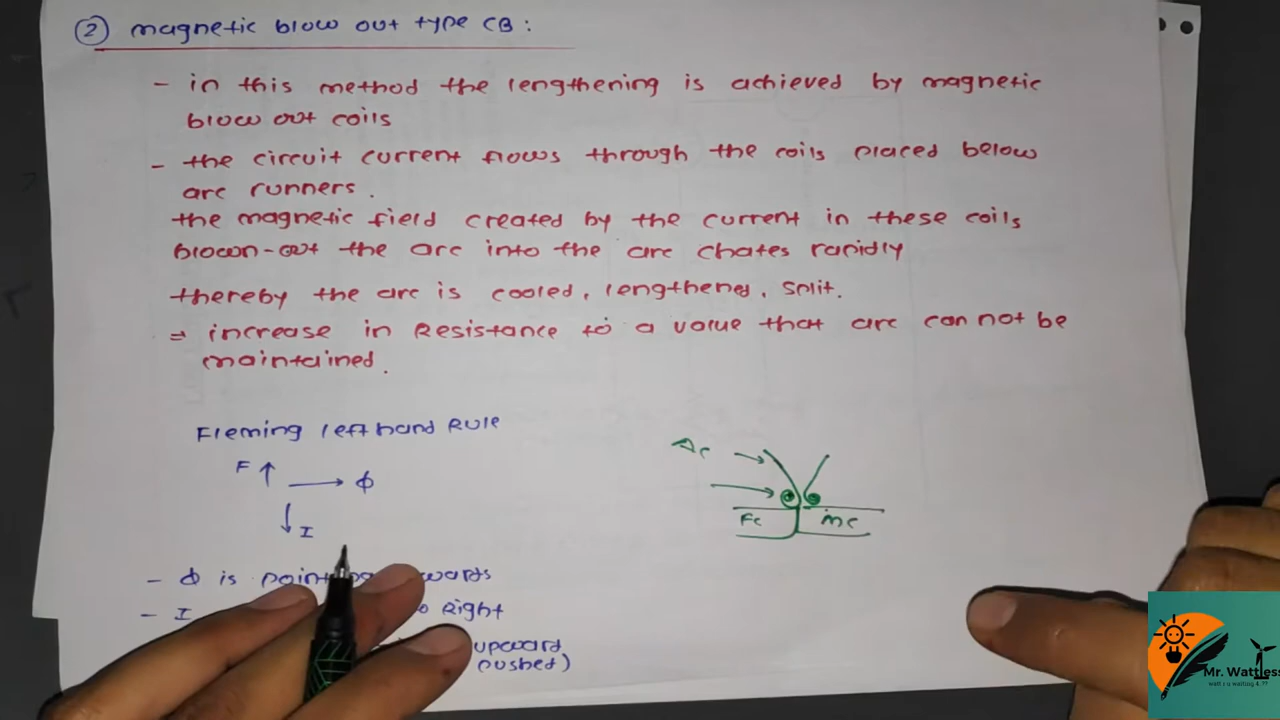 ② magnetic blow out type CB :
- in this method the lengthening is achieved by magnetic
blow out coils
- the circuit current flows through the coils placed below
arc runners.
the magnetic field created by the current in these coils
blown-out the arc into the arc chates rapidly
thereby the arc is cooled, lengthened, split.
= increase in Resistance to a value that arc can not be
maintained.
Fleming left hand Rule
F ↑ → φ
↓ I
Ar →
→
Fc mc
- φ is wards
- I Right
upward
pushed)
Mr. Wattless